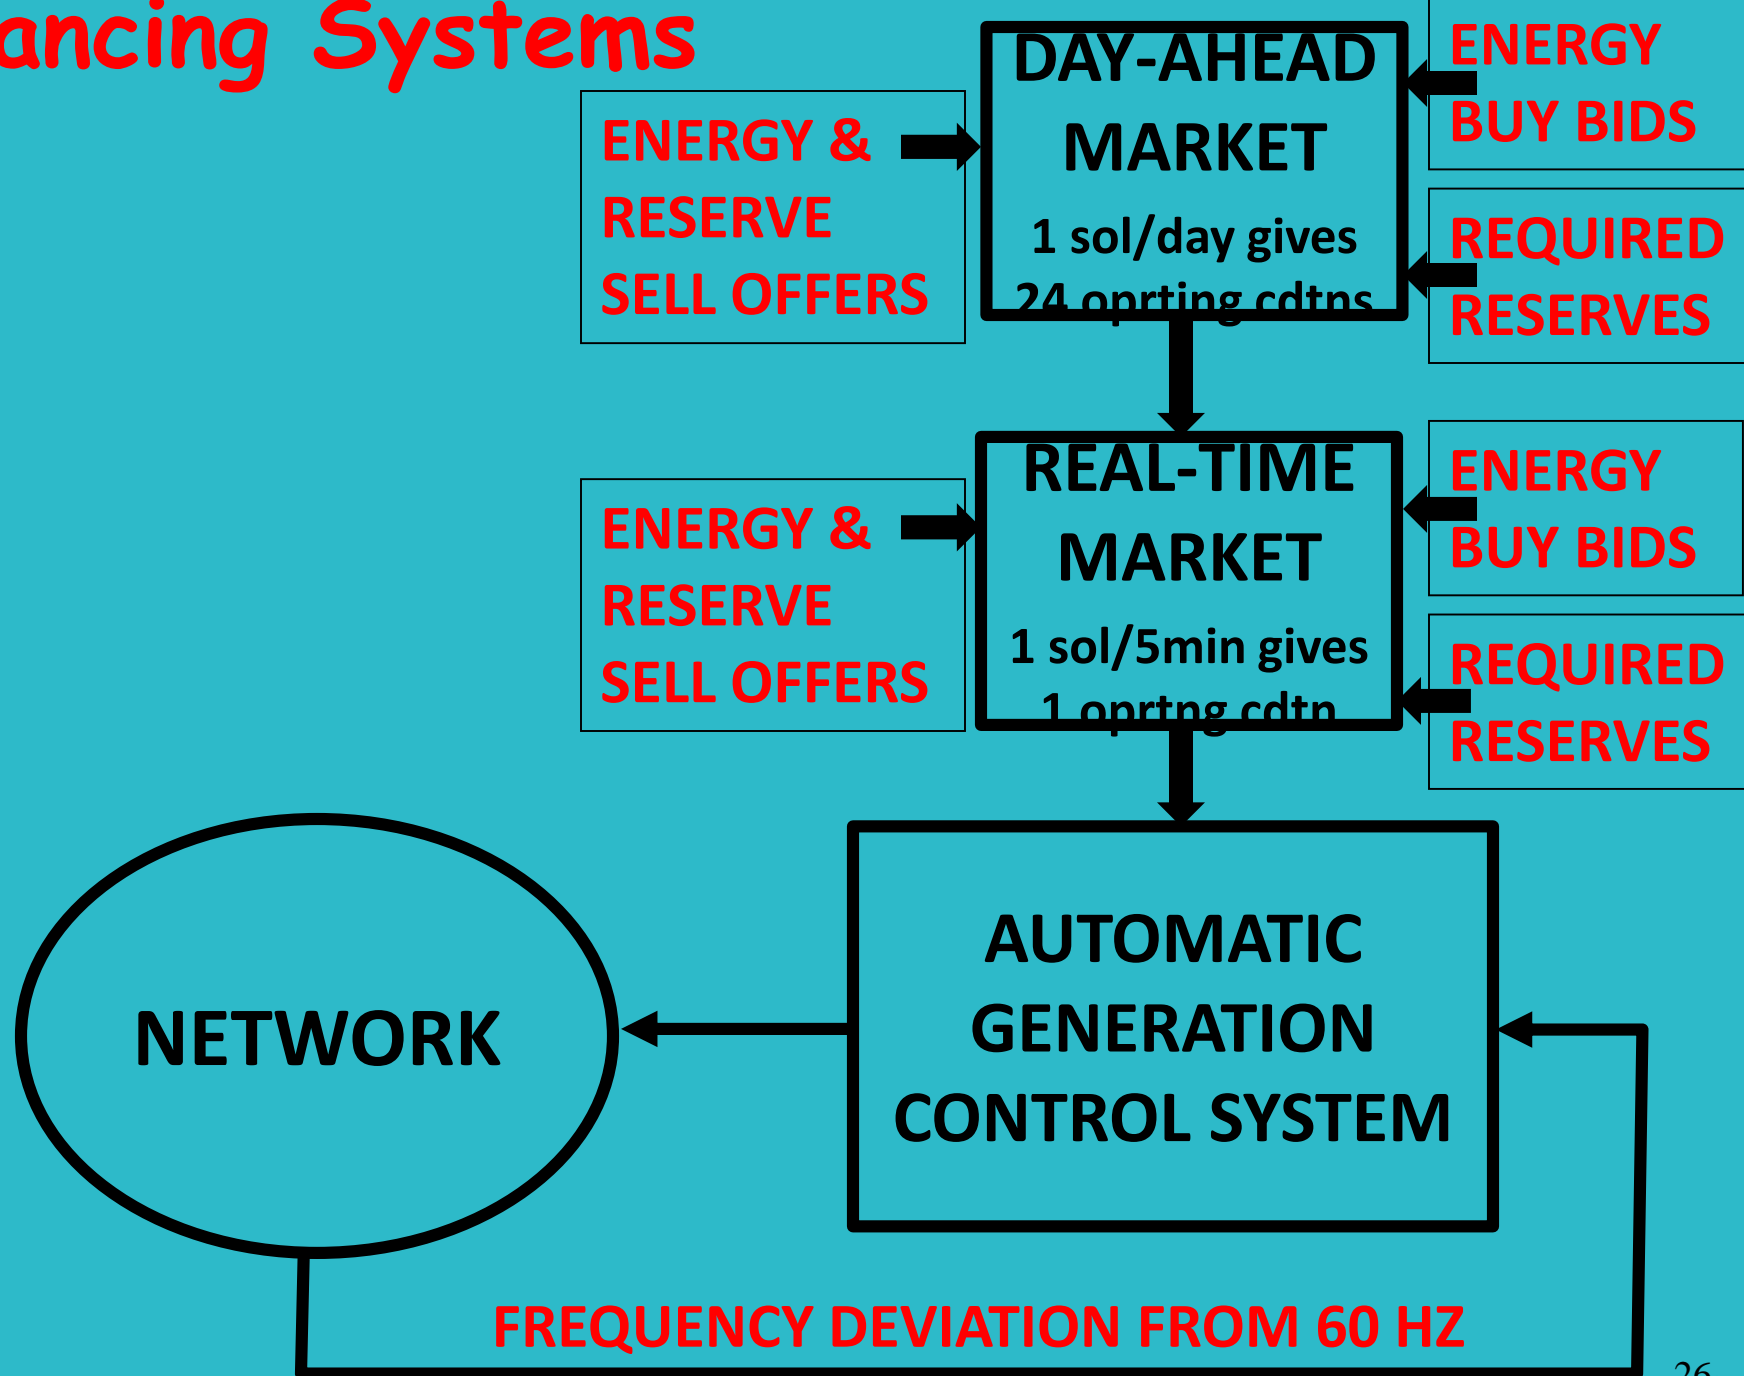 ancing Systems
DAY-AHEAD
MARKET
1 sol/day gives
24 oprting cdtns
ENERGY &
RESERVE
SELL OFFERS
ENERGY
BUY BIDS
REQUIRED
RESERVES
REAL-TIME
MARKET
1 sol/5min gives
1 oprtng cdtn
ENERGY &
RESERVE
SELL OFFERS
ENERGY
BUY BIDS
REQUIRED
RESERVES
AUTOMATIC
GENERATION
CONTROL SYSTEM
NETWORK
FREQUENCY DEVIATION FROM 60 HZ
26